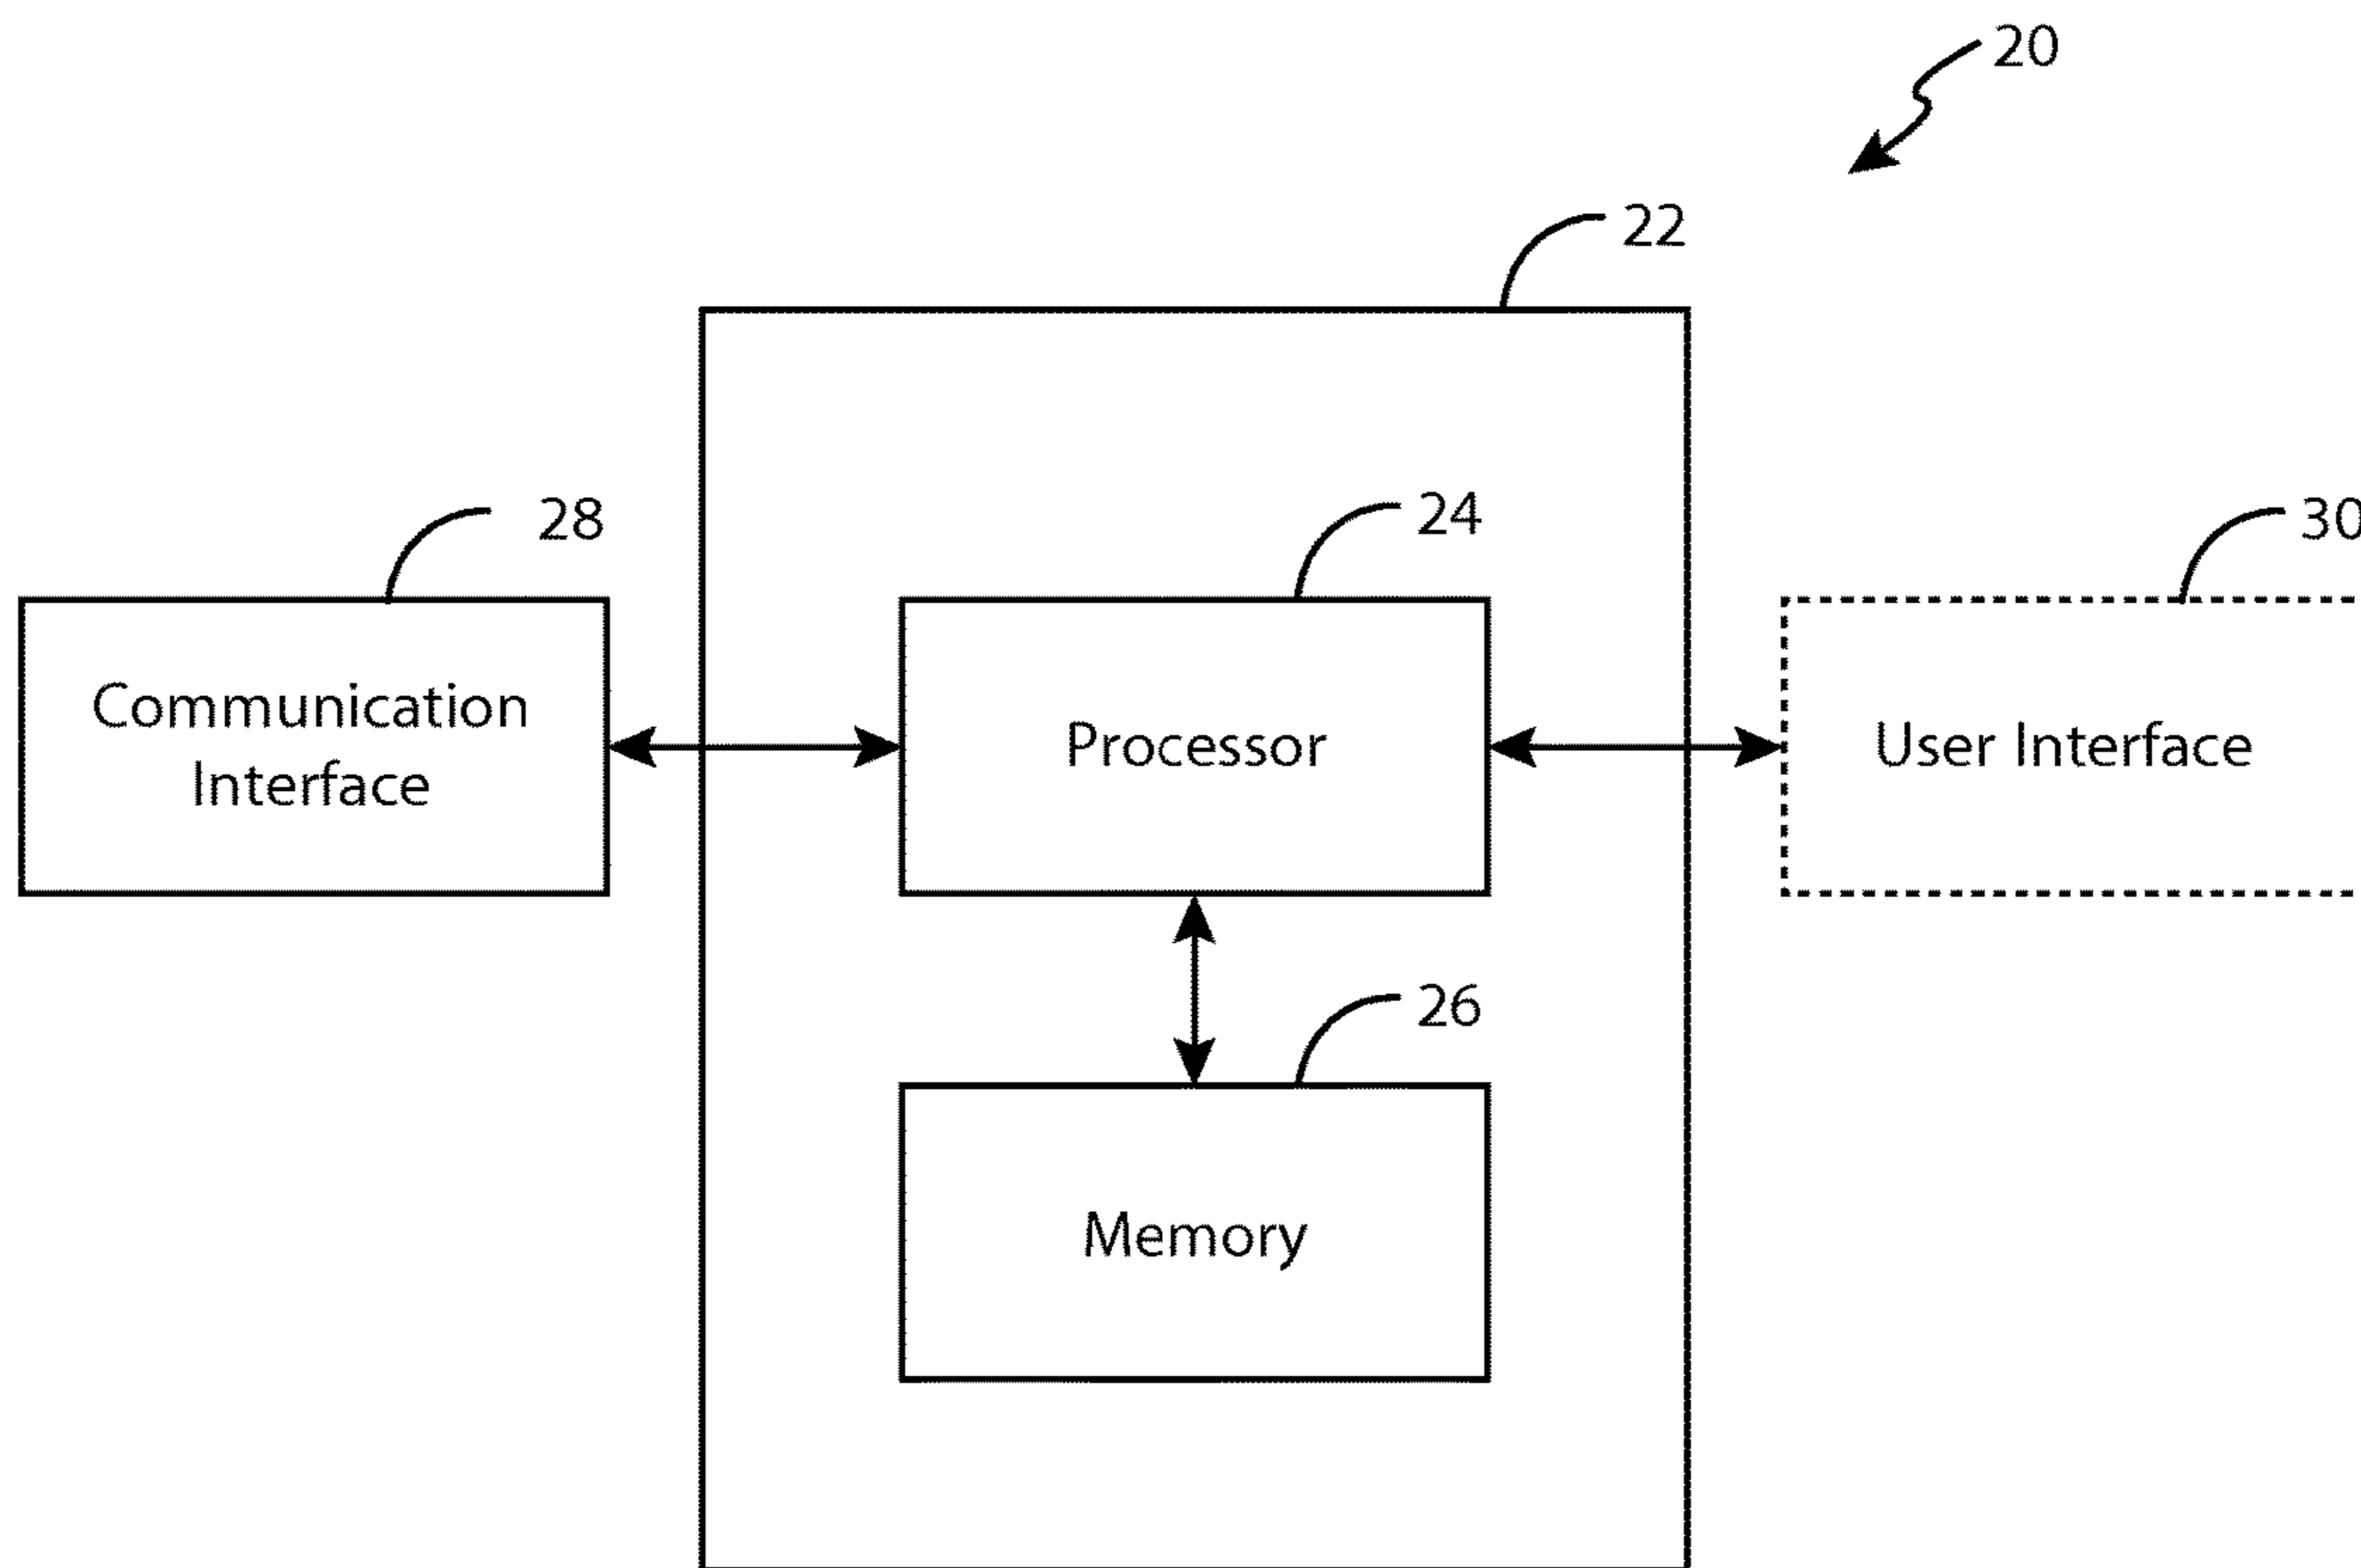 20
22
28
24
30
Communication
Interface
Processor
User Interface
26
Memory